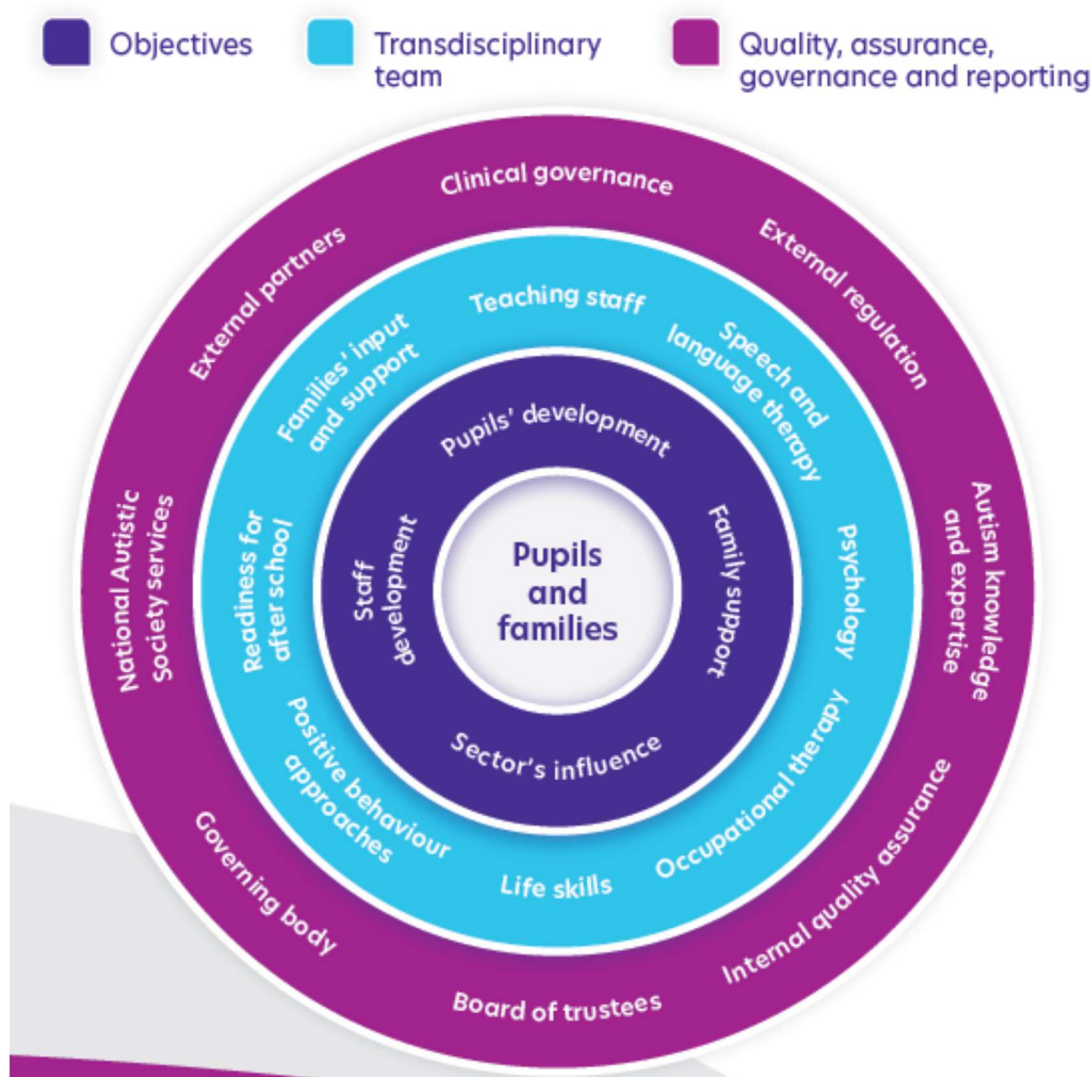 Objectives
Transdisciplinary
team
Quality, assurance,
governance and reporting
Clinical governance
External regulation
Autism knowledge
and expertise
Internal quality assurance
Board of trustees
Governing body
National Autistic
Society services
External partners
Teaching staff
Speech and
language therapy
Psychology
Occupational therapy
Life skills
Positive behaviour
approaches
Readiness for
after school
Families' input
and support
Pupils' development
Family support
Sector's influence
Staff
development
Pupils
and
families